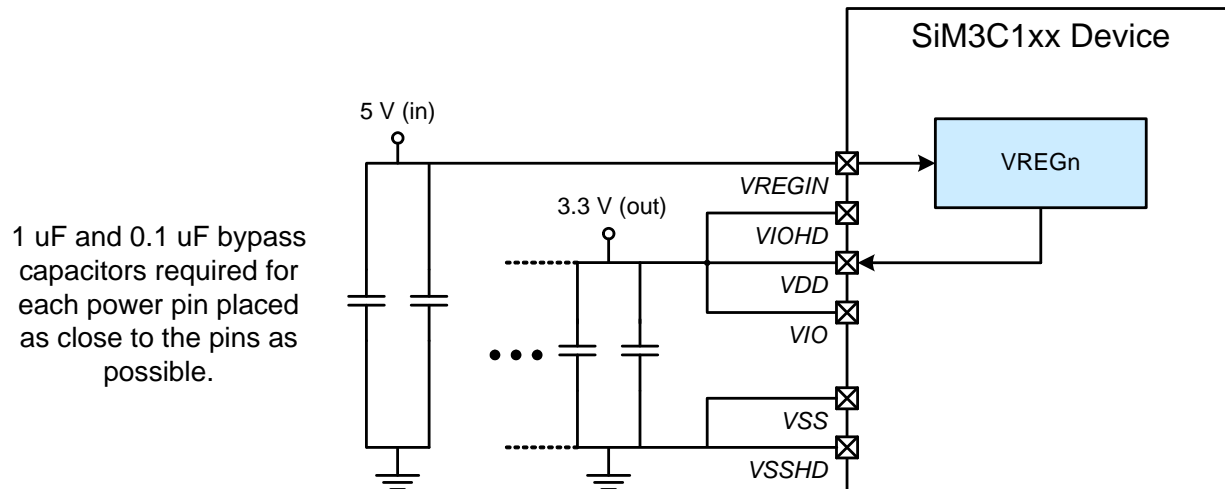 SiM3C1xx Device
5 V (in)
VREGn
VREGIN
3.3 V (out)
VIOHD
1 uF and 0.1 uF bypass
capacitors required for
each power pin placed
as close to the pins as
possible.
VDD
VIO
VSS
VSSHD